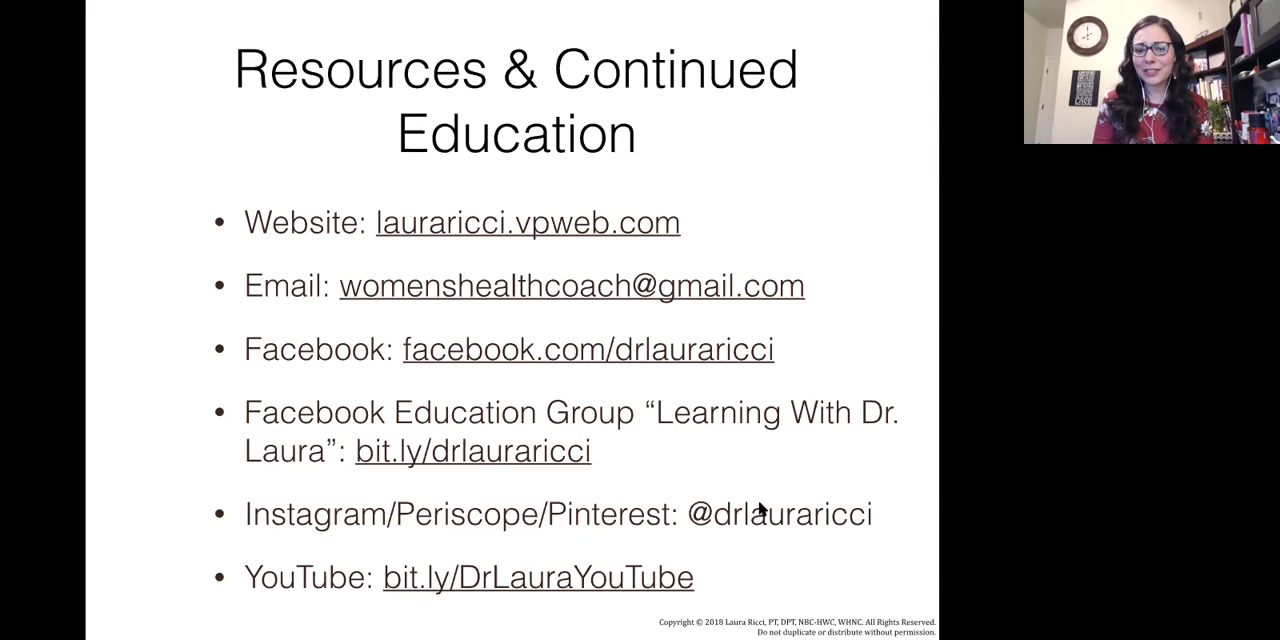 Resources & Continued
Education
• Website: lauraricci.vpweb.com
• Email: womenshealthcoach@gmail.com
• Facebook: facebook.com/drlauraricci
• Facebook Education Group “Learning With Dr.
Laura”: bit.ly/drlauraricci
• Instagram/Periscope/Pinterest: @drlauraricci
• YouTube: bit.ly/DrLauraYouTube
Copyright © 2018 Laura Ricci, PT, DPT, NBC-HWC, WHNC. All Rights Reserved.
Do not duplicate or distribute without permission.